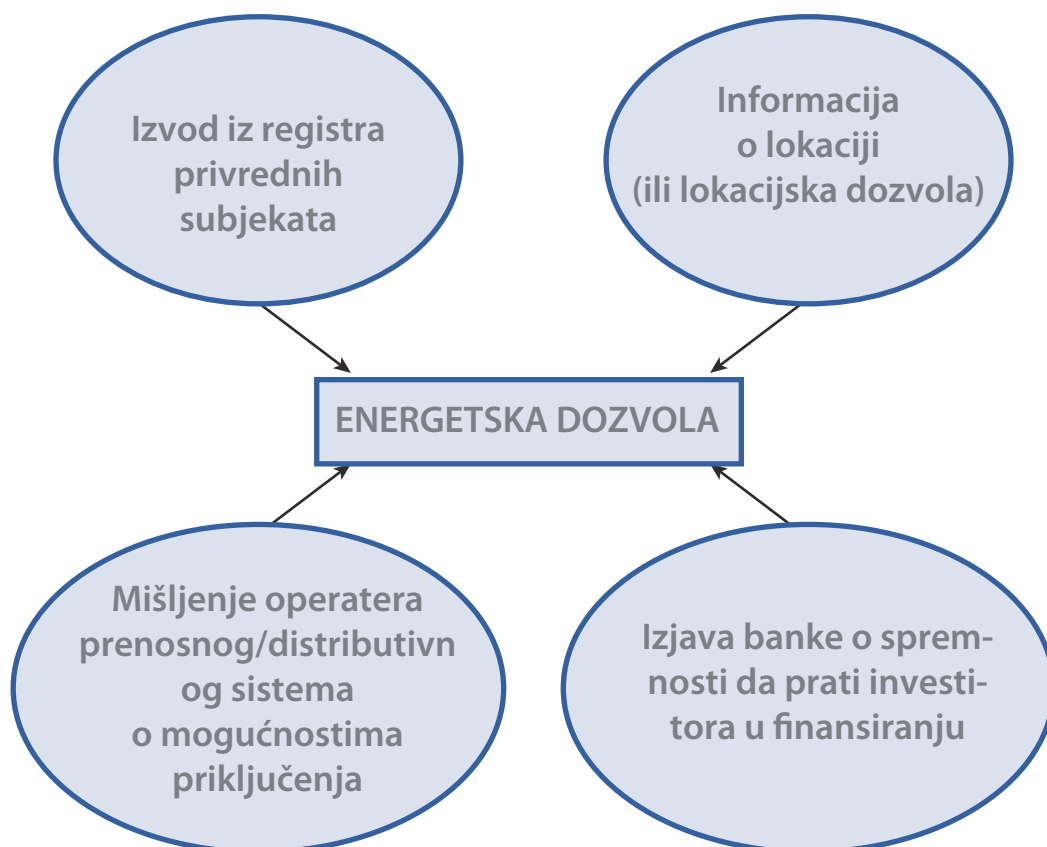 Izvod iz registra
privrednih
subjekata
Informacija
o lokaciji
(ili lokacijska dozvola)
ENERGETSKA DOZVOLA
Mišljenje operatera
prenosnog/distributivn
og sistema
o mogućnostima
priključenja
Izjava banke o sprem-
nosti da prati investi-
tora u finansiranju